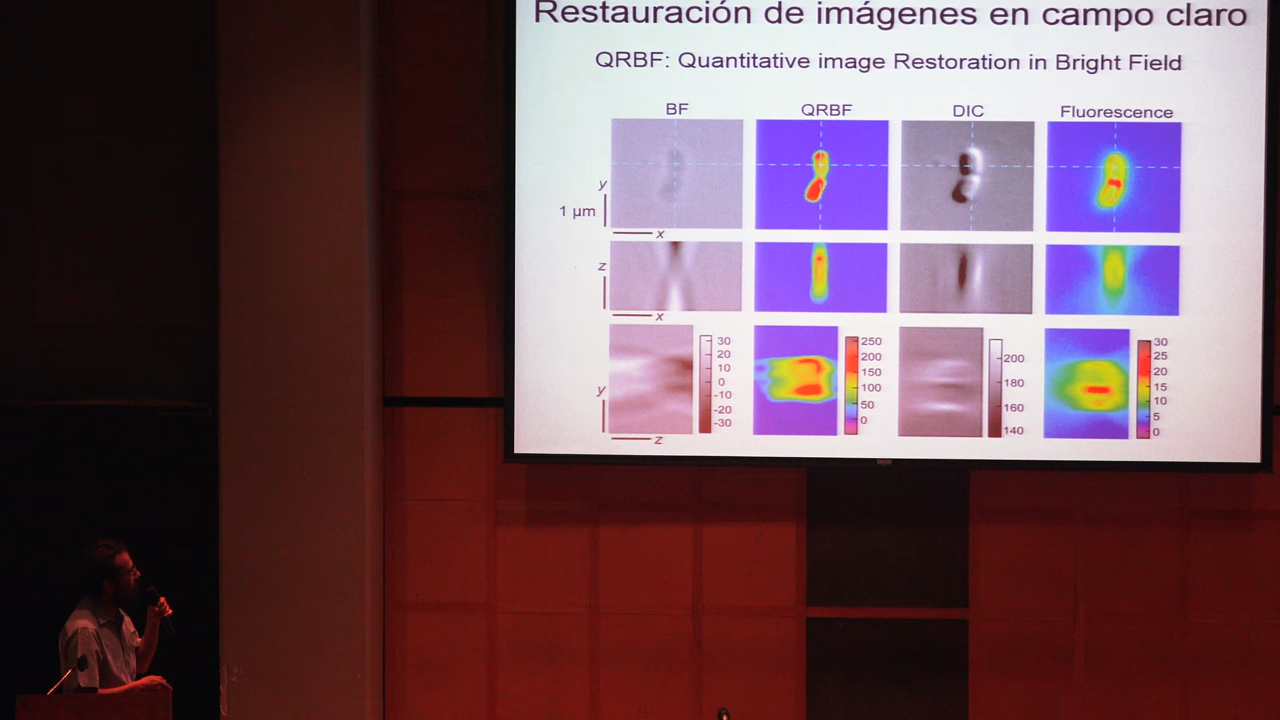 Restauración de imágenes en campo claro
QRBF: Quantitative image Restoration in Bright Field
BF QRBF DIC Fluorescence
y
1 µm
x
z
x
y
z
30
20
10
0
-10
-20
-30
250
200
150
100
50
0
200
180
160
140
30
25
20
15
10
5
0